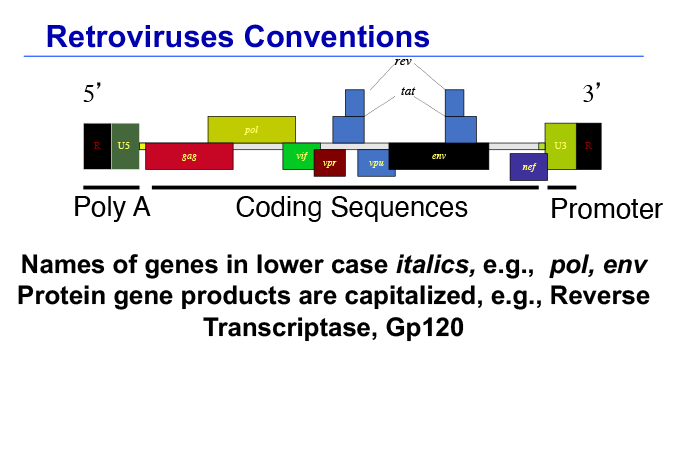 Retroviruses Conventions
rev
5’
tat
3’
pol
R
U5
U3
R
gag
vif
vpr
vpu
env
nef
Poly A
Coding Sequences
Promoter
Names of genes in lower case italics, e.g., pol, env
Protein gene products are capitalized, e.g., Reverse
Transcriptase, Gp120